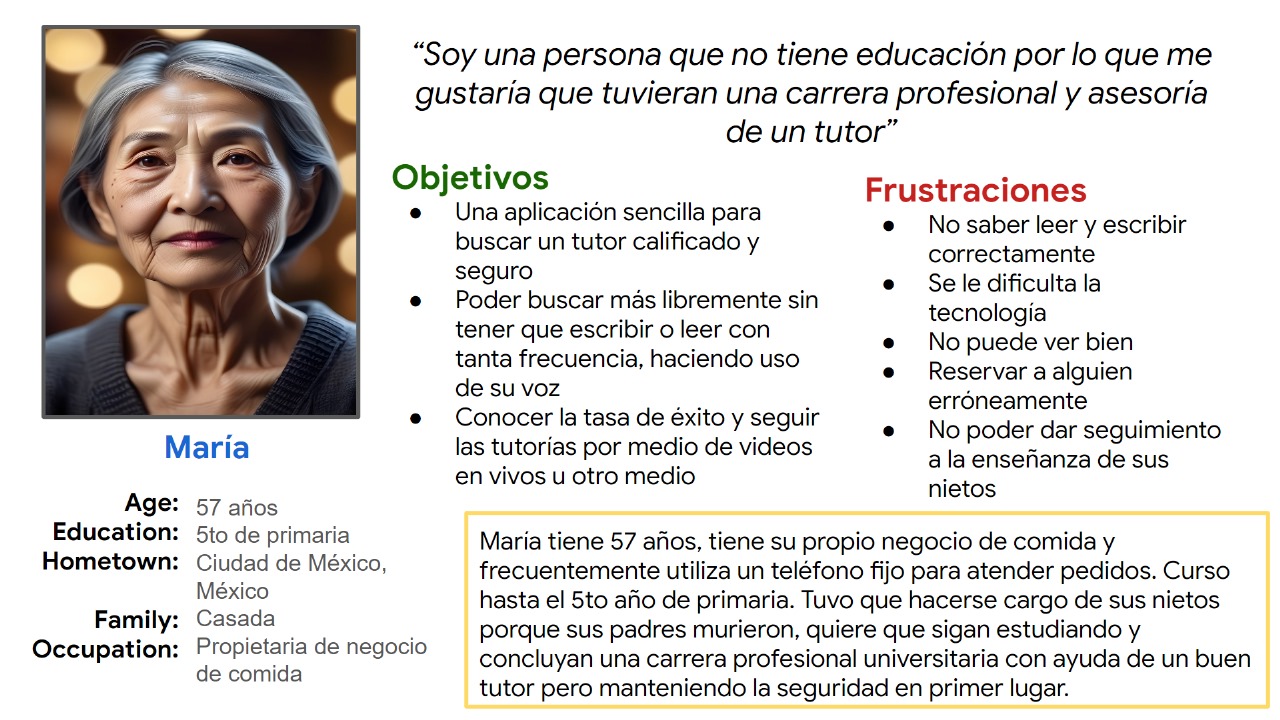 “Soy una persona que no tiene educación por lo que me
gustaría que tuvieran una carrera profesional y asesoría
de un tutor”
Objetivos
● Una aplicación sencilla para
buscar un tutor calificado y
seguro
● Poder buscar más libremente sin
tener que escribir o leer con
tanta frecuencia, haciendo uso
de su voz
● Conocer la tasa de éxito y seguir
las tutorías por medio de videos
en vivos u otro medio
Frustraciones
● No saber leer y escribir
correctamente
● Se le dificulta la
tecnología
● No puede ver bien
● Reservar a alguien
erróneamente
● No poder dar seguimiento
a la enseñanza de sus
nietos
María
Age: 57 años
Education: 5to de primaria
Hometown: Ciudad de México,
México
Family: Casada
Occupation: Propietaria de negocio
de comida
María tiene 57 años, tiene su propio negocio de comida y
frecuentemente utiliza un teléfono fijo para atender pedidos. Curso
hasta el 5to año de primaria. Tuvo que hacerse cargo de sus nietos
porque sus padres murieron, quiere que sigan estudiando y
concluyan una carrera profesional universitaria con ayuda de un buen
tutor pero manteniendo la seguridad en primer lugar.